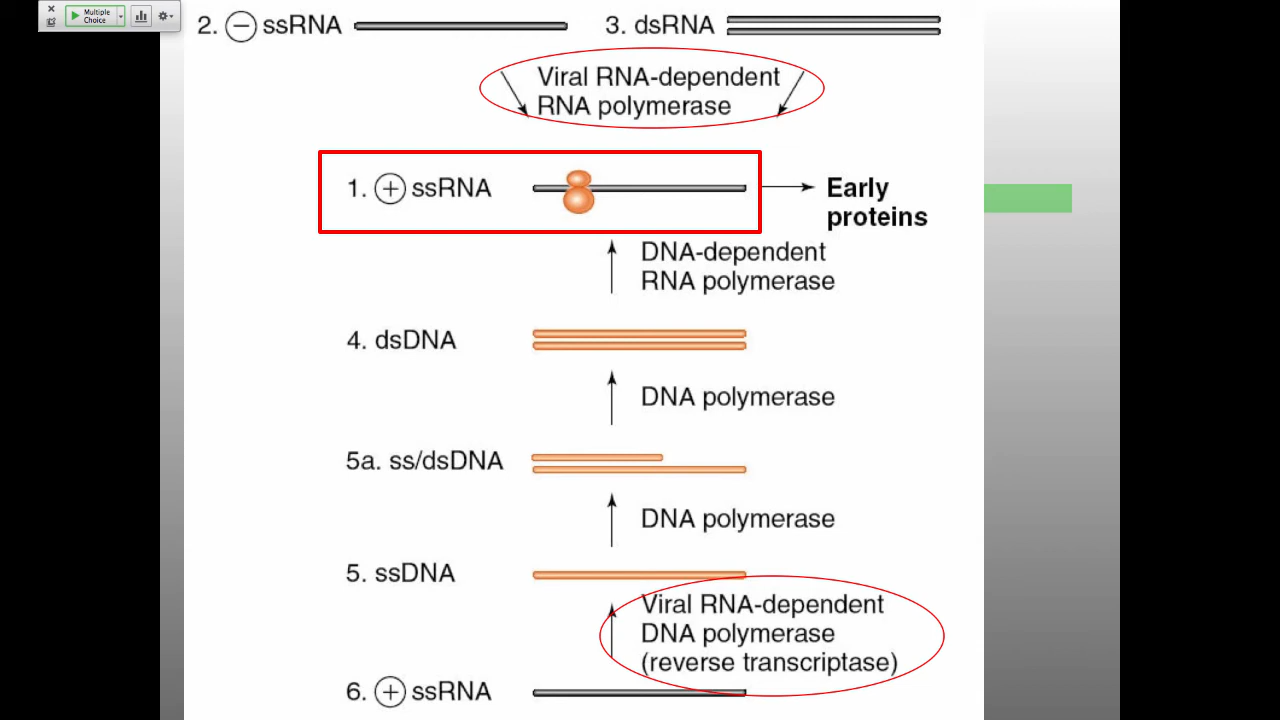 Multiple
Choice
2. ⊖ ssRNA
3. dsRNA
Viral RNA-dependent
RNA polymerase
1. ⊕ ssRNA
Early
proteins
DNA-dependent
RNA polymerase
4. dsDNA
DNA polymerase
5a. ss/dsDNA
DNA polymerase
5. ssDNA
Viral RNA-dependent
DNA polymerase
(reverse transcriptase)
6. ⊕ ssRNA